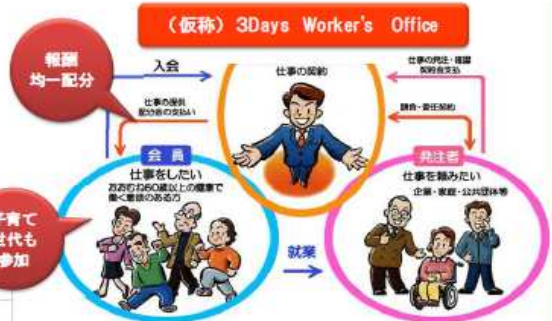 （仮称）3Days Worker's Office
報酬
均一配分
入会
仕事の提供
配分金の支払い
仕事の契約
仕事の発注・確認
契約金支払
請負・委任契約
会員
仕事をしたい
おおむね60歳以上の健康で
働く意欲のある方
発注者
仕事を頼みたい
企業・家庭・公共団体等
子育て
世代も
参加
就業